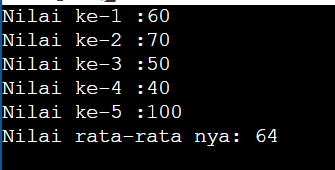 Nilai ke-1 :60
Nilai ke-2 :70
Nilai ke-3 :50
Nilai ke-4 :40
Nilai ke-5 :100
Nilai rata-rata nya: 64